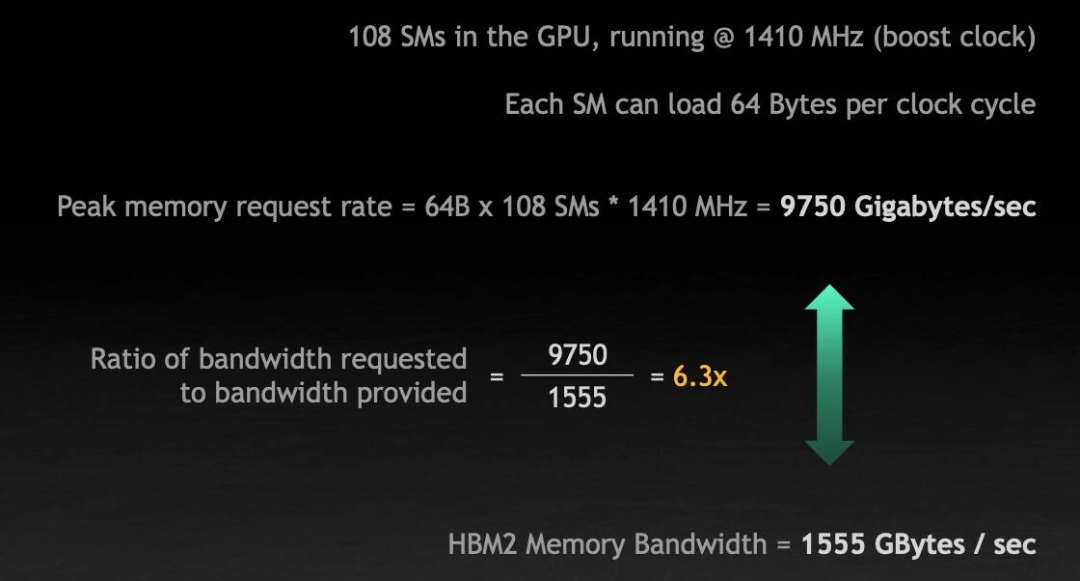 108 SMs in the GPU, running @ 1410 MHz (boost clock)
Each SM can load 64 Bytes per clock cycle
Peak memory request rate = 64B x 108 SMs * 1410 MHz = 9750 Gigabytes/sec
Ratio of bandwidth requested
to bandwidth provided
=
9750
1555
= 6.3x
HBM2 Memory Bandwidth = 1555 GBytes / sec